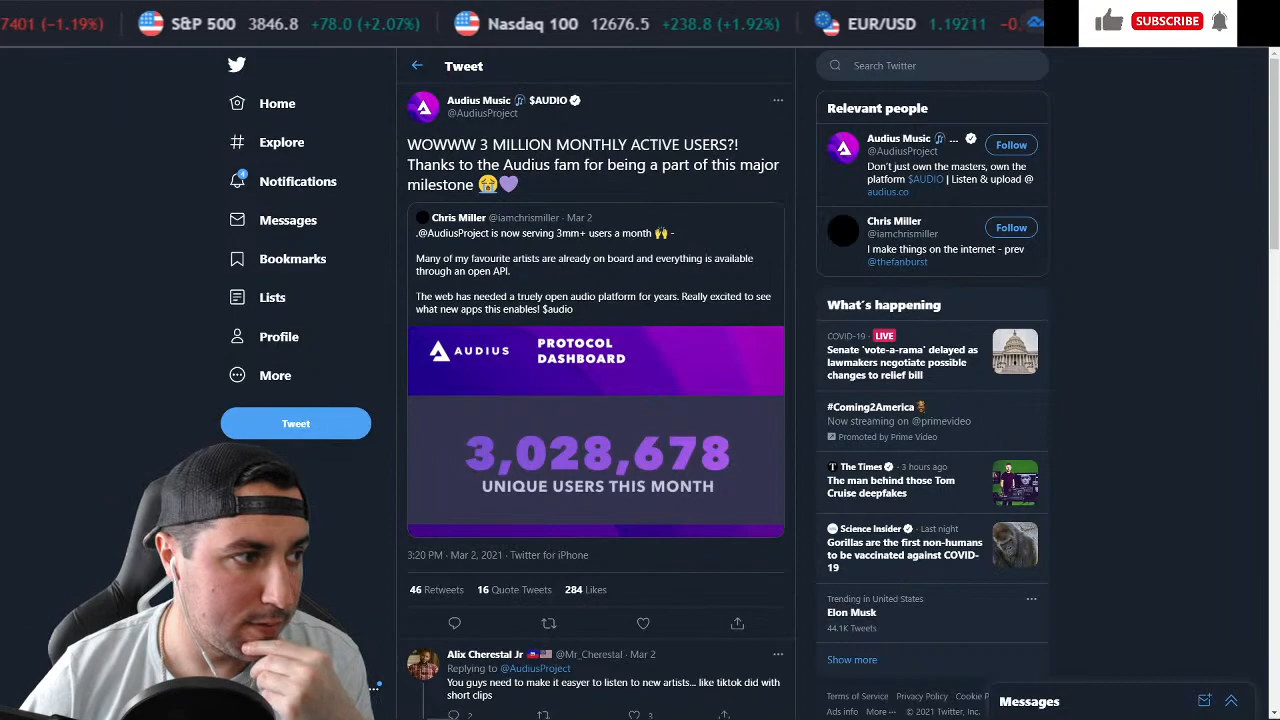 7401 (−1.19%) S&P 500 3846.8 +78.0 (+2.07%) Nasdaq 100 12676.5 +238.8 (+1.92%) EUR/USD 1.19211
SUBSCRIBE
Home
Explore
4
Notifications
Messages
Bookmarks
Lists
Profile
More
Tweet
Tweet
Audius Music 🎧 $AUDIO
@AudiusProject
WOWWW 3 MILLION MONTHLY ACTIVE USERS?!
Thanks to the Audius fam for being a part of this major
milestone 😭💜
Chris Miller @iamchrismiller · Mar 2
.@AudiusProject is now serving 3mm+ users a month 🙌 -
Many of my favourite artists are already on board and everything is available
through an open API.
The web has needed a truely open audio platform for years. Really excited to see
what new apps this enables! $audio
AUDIUS
PROTOCOL
DASHBOARD
3,028,678
UNIQUE USERS THIS MONTH
3:20 PM · Mar 2, 2021 · Twitter for iPhone
46 Retweets 16 Quote Tweets 284 Likes
Alix Cherestal Jr 🇭🇹🇺🇸 @Mr_Cherestal · Mar 2
Replying to @AudiusProject
You guys need to make it easyer to listen to new artists... like tiktok did with
short clips
2 3
Search Twitter
Relevant people
Audius Music 🎧 ...
@AudiusProject
Follow
Don't just own the masters, own the
platform $AUDIO | Listen & upload @
audius.co
Chris Miller
@iamchrismiller
Follow
I make things on the internet - prev
@thefanburst
What's happening
COVID-19 · LIVE
Senate 'vote-a-rama' delayed as
lawmakers negotiate possible
changes to relief bill
#Coming2America
Now streaming on @primevideo
Promoted by Prime Video
The Times · 3 hours ago
The man behind those Tom
Cruise deepfakes
Science Insider · Last night
Gorillas are the first non-humans
to be vaccinated against COVID-
19
Trending in United States
Elon Musk
44.1K Tweets
Show more
Terms of Service Privacy Policy Cookie P
Ad info More ··· © 2021 Twitter, Inc.
Messages